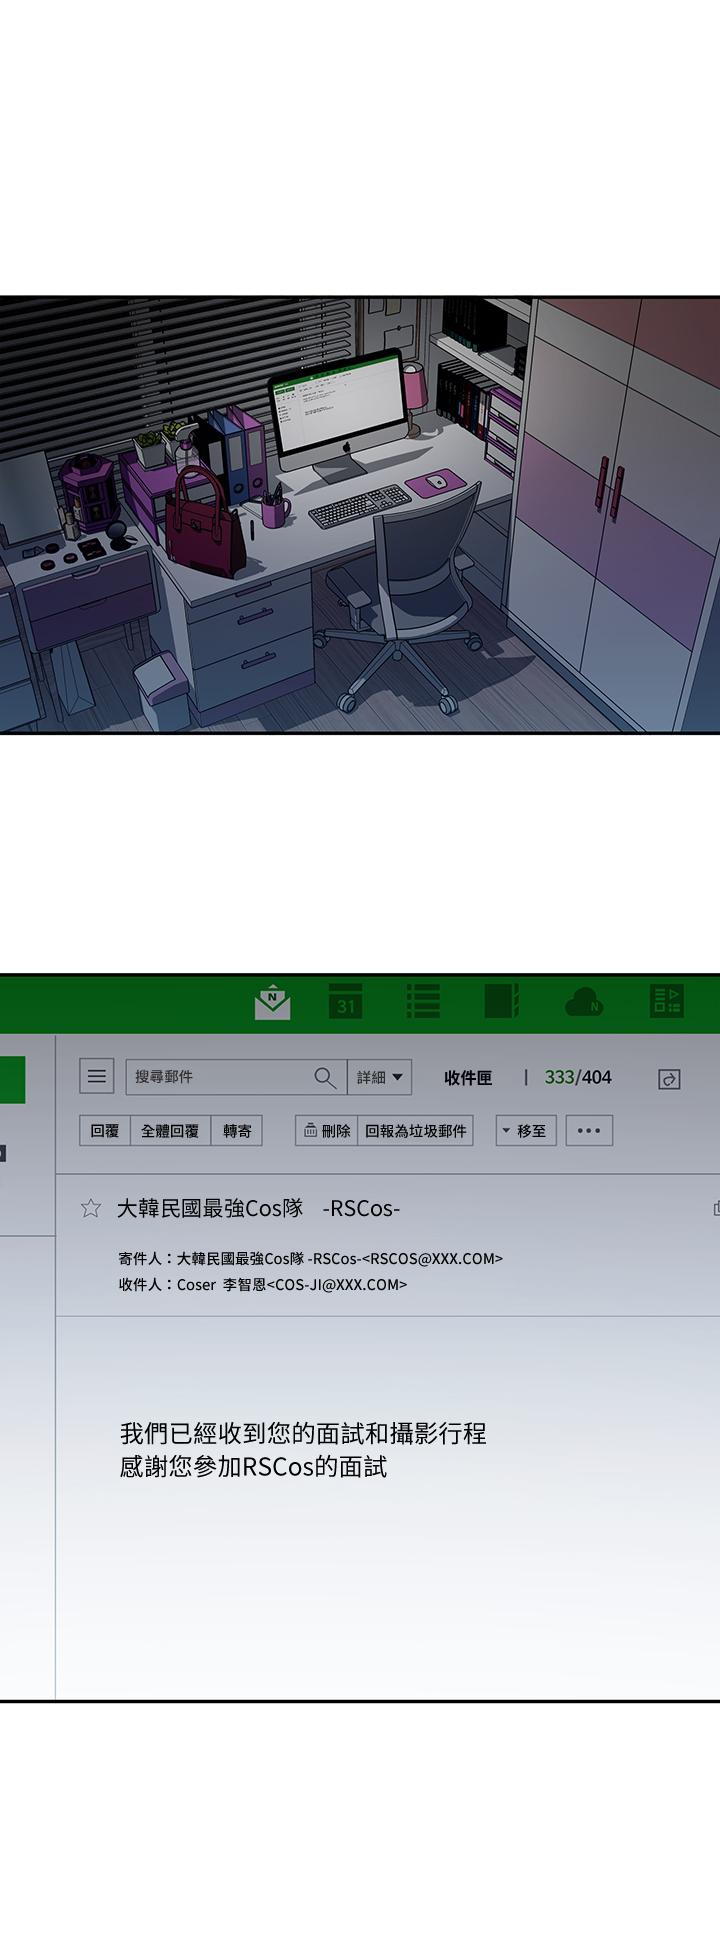 N
31
N
搜尋郵件
詳細
收件匣 | 333/404
回覆 全體回覆 轉寄 刪除 回報為垃圾郵件 移至
大韓民國最強Cos隊 -RSCos-
寄件人：大韓民國最強Cos隊 -RSCos-<RSCOS@XXX.COM>
收件人：Coser 李智恩<COS-JI@XXX.COM>
我們已經收到您的面試和攝影行程
感謝您參加RSCos的面試